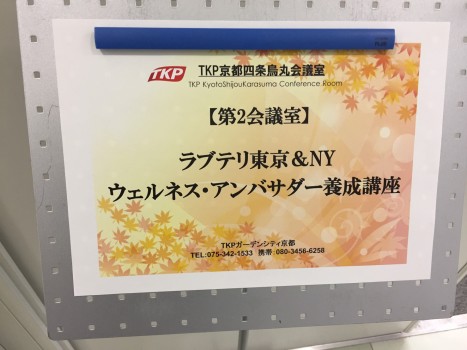 TKP TKP京都四条烏丸会議室
TKP KyotoShijouKarasuma Conference Room
【第2会議室】
ラブテリ東京&NY
ウェルネス・アンバサダー養成講座
TKPガーデンシティ京都
TEL:075-342-1533 携帯:080-3456-6258